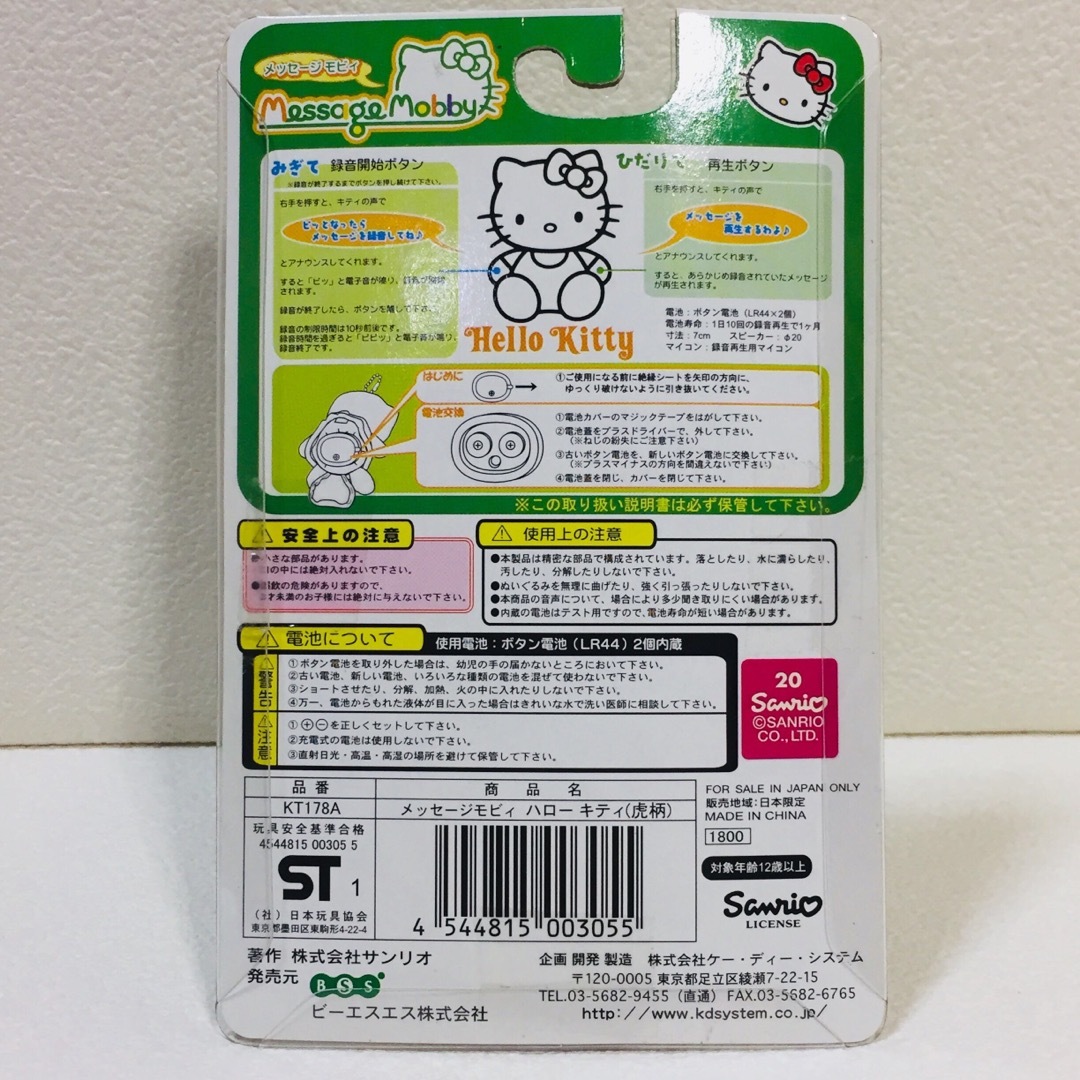 メッセージ モビィ
Message Mobby
みぎて 録音開始ボタン
※録音が終了するまでボタンを押し続けて下さい。
右手を押すと、キティの声で
ピッとなったら
メッセージを録音してね♪
とアナウンスしてくれます。
すると「ピッ」と電子音が鳴り、録音が開始
されます。
録音が終了したら、ボタンを離して下さい。
録音の制限時間は10秒前後です。
録音時間を過ぎると「ピピッ」と電子音が鳴り、
録音終了です。
ひだりて 再生ボタン
右手を押すと、キティの声で
メッセージを
再生するわよ♪
とアナウンスしてくれます。
すると、あらかじめ録音されていたメッセージ
が再生されます。
Hello Kitty
電池：ボタン電池（LR44×2個）
電池寿命：1日10回の録音再生で1ヶ月
寸法：7cm スピーカー：φ20
マイコン：録音再生用マイコン
はじめに
①ご使用になる前に絶縁シートを矢印の方向に、
ゆっくり破けないように引き抜いてください。
電池交換
①電池カバーのマジックテープをはがして下さい。
②電池蓋をプラスドライバーで、外して下さい。
（※ねじの紛失にご注意下さい）
③古いボタン電池を、新しいボタン電池に交換して下さい。
（※プラスマイナスの方向を間違えないで下さい）
④電池蓋を閉じ、カバーを閉じて下さい。
※この取り扱い説明書は必ず保管して下さい。
安全上の注意
●小さな部品があります。
口の中には絶対入れないで下さい。
●誤飲の危険がありますので、
才未満のお子様には絶対に与えないで下さい。
使用上の注意
●本製品は精密な部品で構成されています。落としたり、水に濡らしたり、
汚したり、分解したりしないで下さい。
●ぬいぐるみを無理に曲げたり、強く引っ張ったりしないで下さい。
●本商品の音声について、場合により多少聞き取りにくい場合があります。
●内蔵の電池はテスト用ですので、電池寿命が短い場合があります。
電池について 使用電池：ボタン電池（LR44）2個内蔵
警告
①ボタン電池を取り外した場合は、幼児の手の届かないところにおいて下さい。
②古い電池、新しい電池、いろいろな種類の電池を混ぜて使わないで下さい。
③ショートさせたり、分解、加熱、火の中に入れたりしないで下さい。
④万一、電池からもれた液体が目に入った場合はきれいな水で洗い医師に相談して下さい。
注意
①⊕⊖を正しくセットして下さい。
②充電式の電池は使用しないで下さい。
③直射日光・高温・高湿の場所を避けて保管して下さい。
20
Sanrio
©SANRIO
CO.,LTD.
品番 商品名
KT178A メッセージモビィ ハロー キティ(虎柄)
玩具安全基準合格
4544815 00305 5
ST 1
（社）日本玩具協会
東京都墨田区東駒形4-22-4
4 544815 003055
FOR SALE IN JAPAN ONLY
販売地域：日本限定
MADE IN CHINA
1800
対象年齢12歳以上
Sanrio
LICENSE
著作 株式会社サンリオ
発売元 BSS
ビーエスエス株式会社
企画 開発 製造 株式会社ケー・ディー・システム
〒120-0005 東京都足立区綾瀬7-22-15
TEL.03-5682-9455（直通）FAX.03-5682-6765
http://www.kdsystem.co.jp/